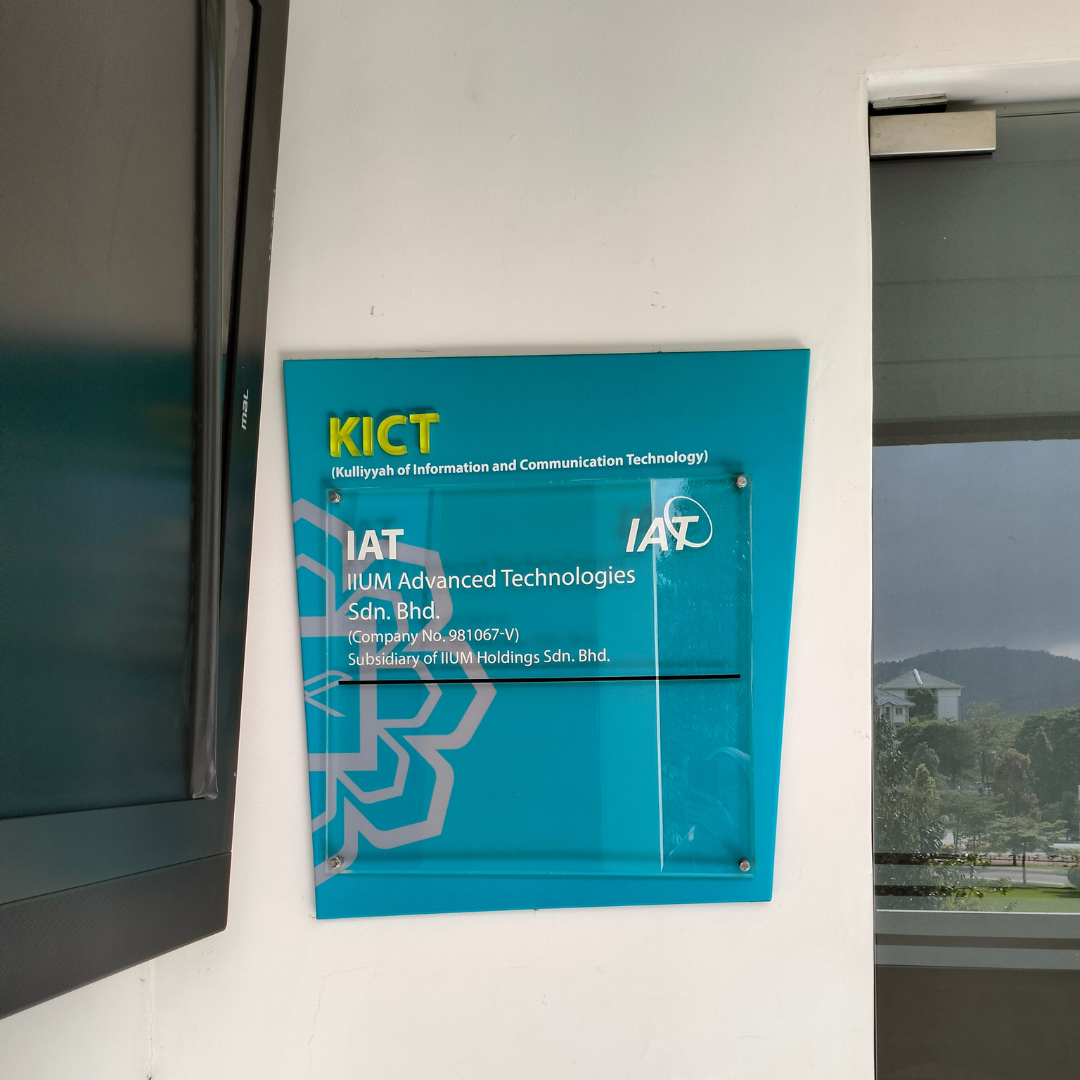 KICT
(Kulliyyah of Information and Communication Technology)
IAT
IAT
IIUM Advanced Technologies
Sdn. Bhd.
(Company No. 981067-V)
Subsidiary of IIUM Holdings Sdn. Bhd.